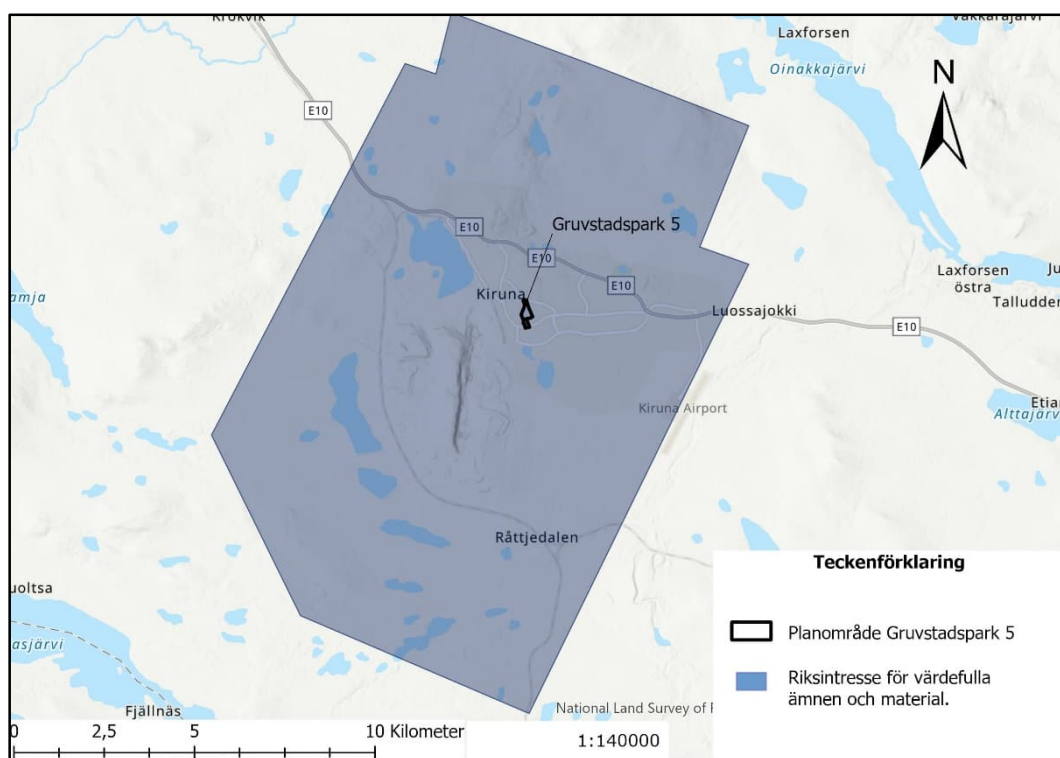 Krokvik
Laxforsen
Vakkarajärvi
Oinakkajärvi
N
E10
E10
Gruvstadspark 5
E10
E10
Kiruna
Luossajokki
E10
Laxforsen
östra
Talludden
Kiruna Airport
Alttajärvi
Råttjedalen
Fjällnäs
National Land Survey of F
0
2,5
5
10 Kilometer
1:140000
Teckenförklaring
Planområde Gruvstadspark 5
Riksintresse för värdefulla
ämnen och material.